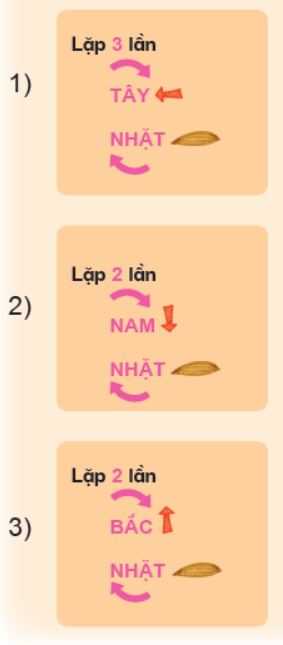 1)
Lặp 3 lần
TÂY
NHẶT
2)
Lặp 2 lần
NAM
NHẶT
3)
Lặp 2 lần
BẮC
NHẶT